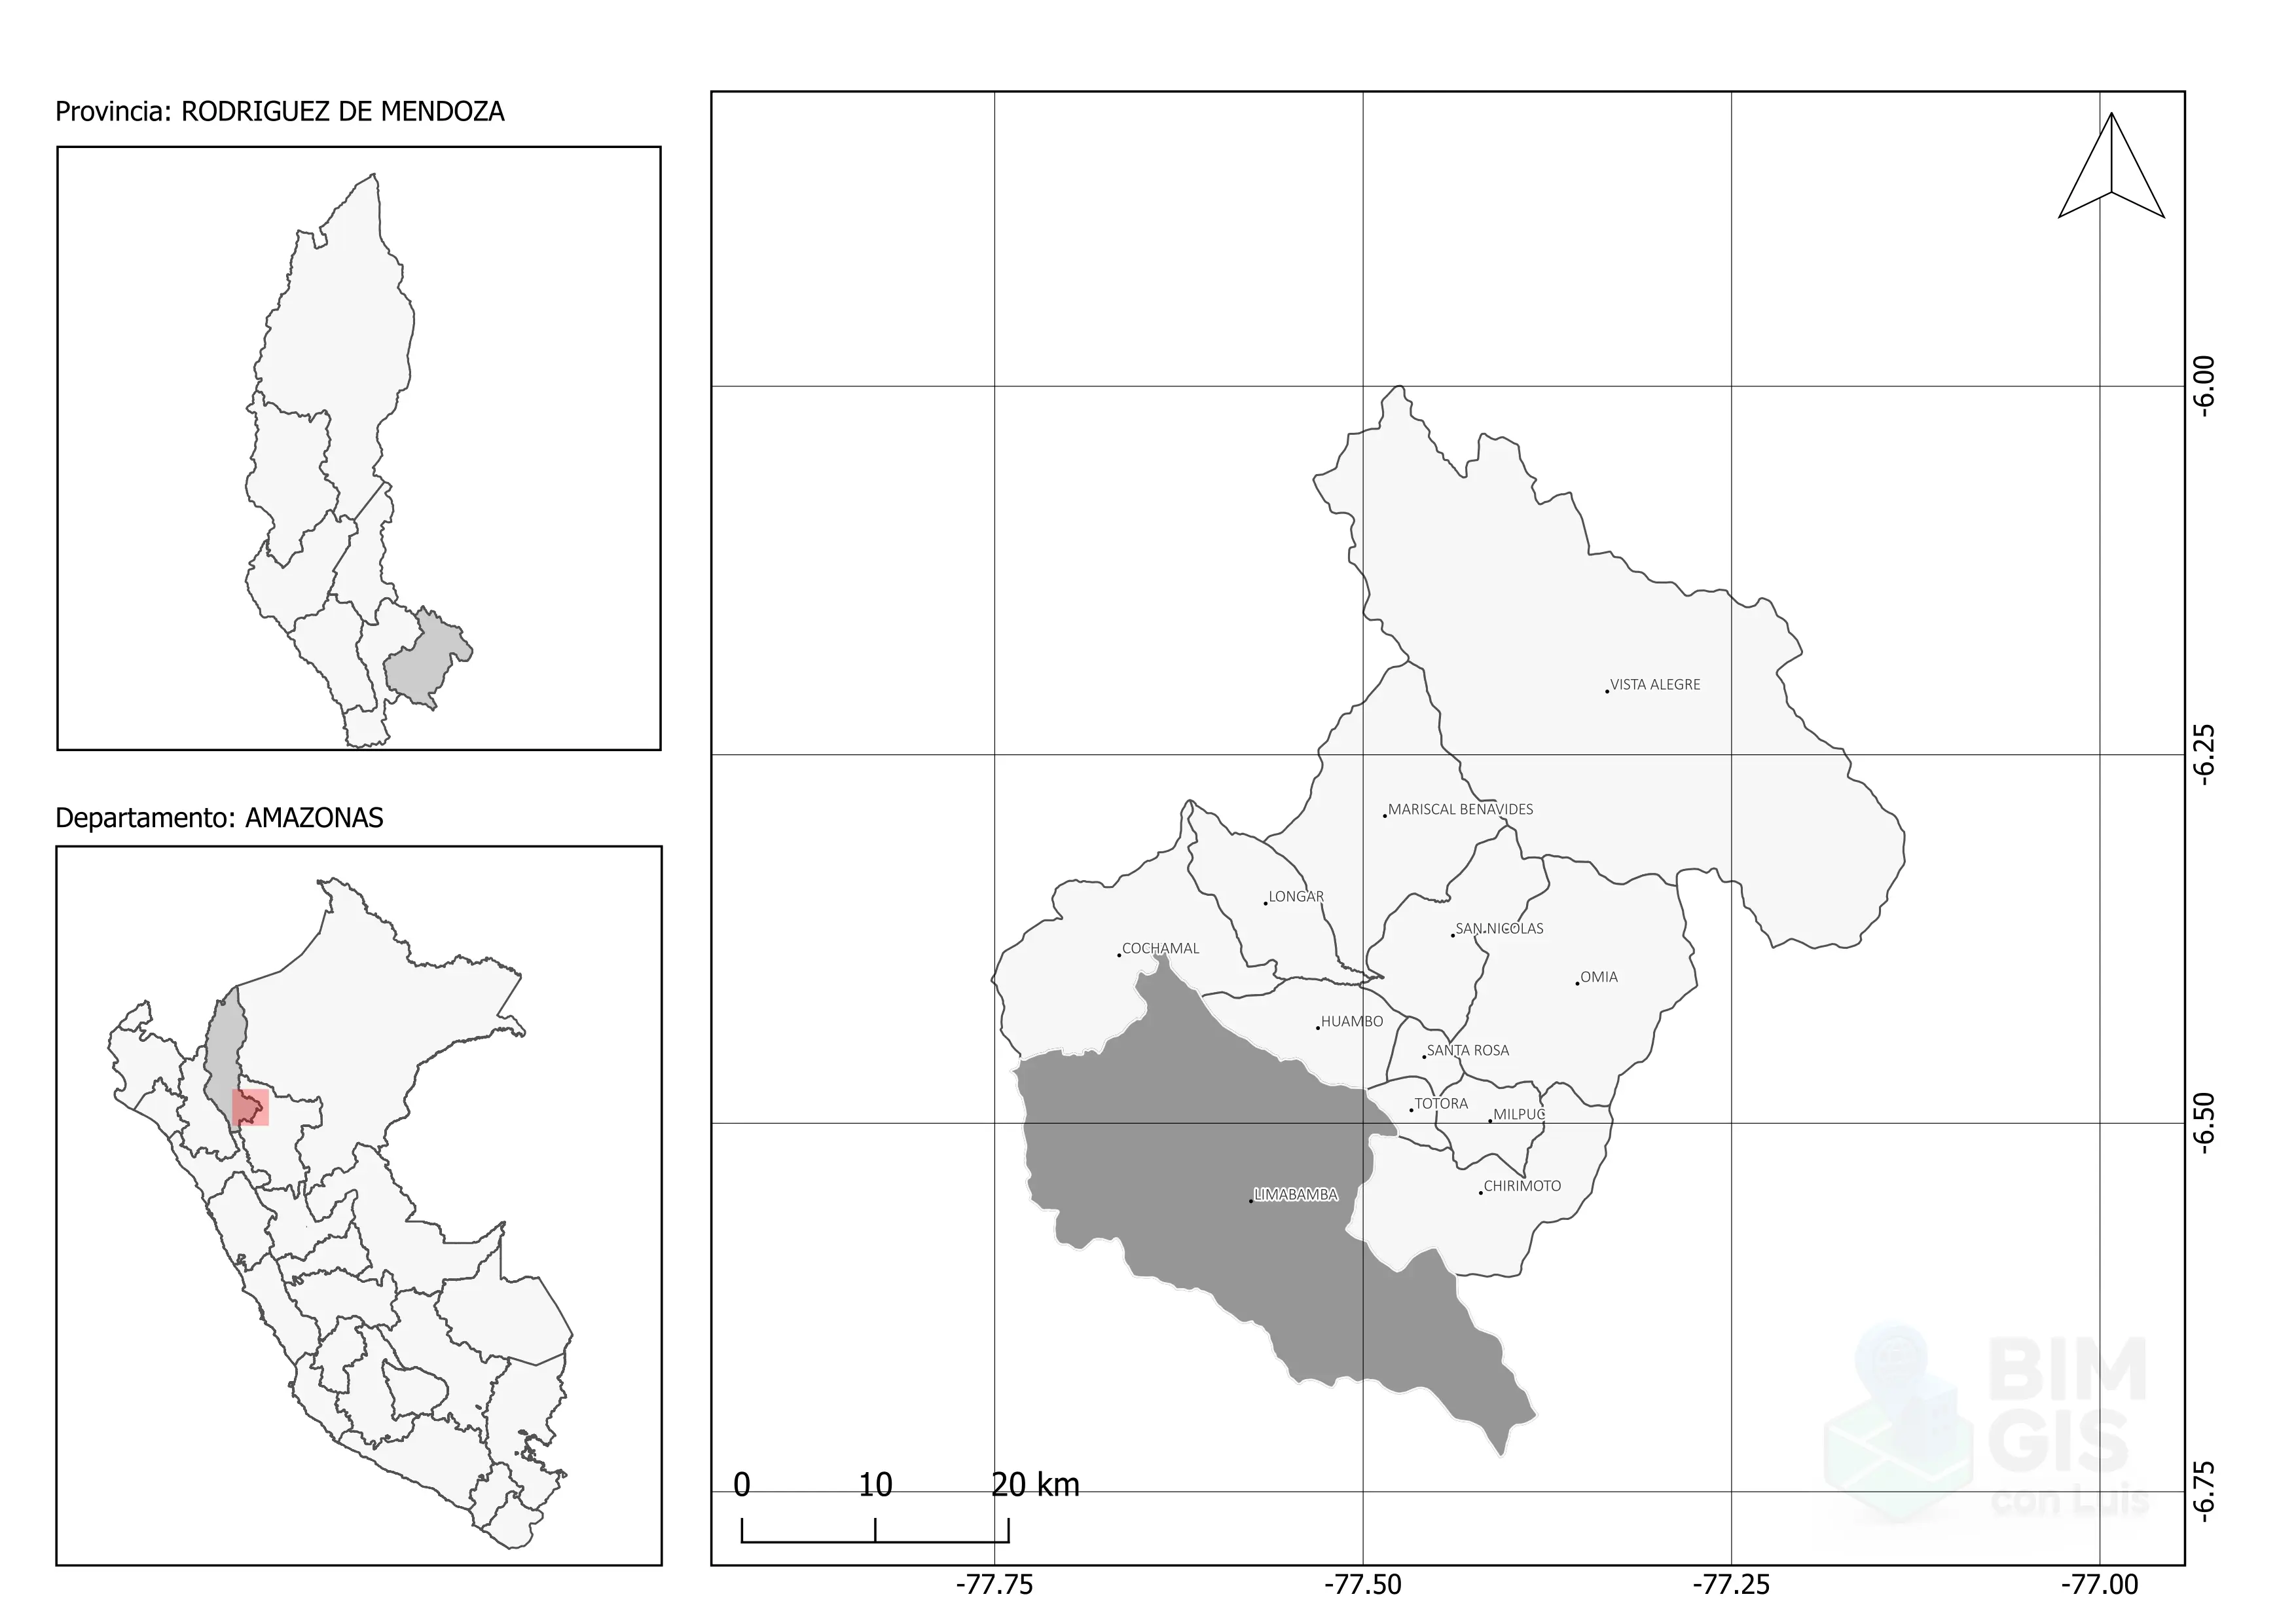 Provincia: RODRIGUEZ DE MENDOZA
Departamento: AMAZONAS
VISTA ALEGRE
MARISCAL BENAVIDES
LONGAR
SAN NICOLAS
COCHAMAL
OMIA
HUAMBO
SANTA ROSA
TOTORA
MILPUC
CHIRIMOTO
LIMABAMBA
0 10 20 km
-77.75 -77.50 -77.25 -77.00
-6.00
-6.25
-6.50
-6.75
BIM
GIS
con Luis